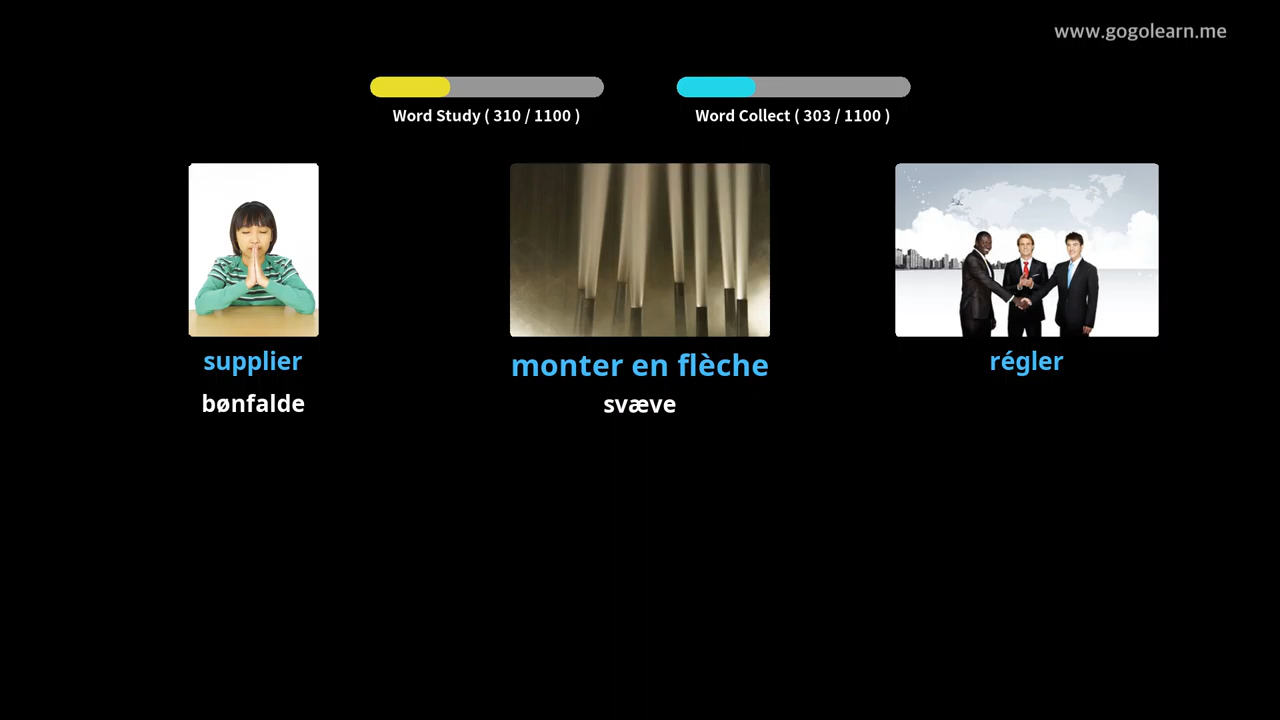 www.gogolearn.me
Word Study ( 310 / 1100 )
Word Collect ( 303 / 1100 )
supplier
monter en flèche
régler
bønfalde
svæve